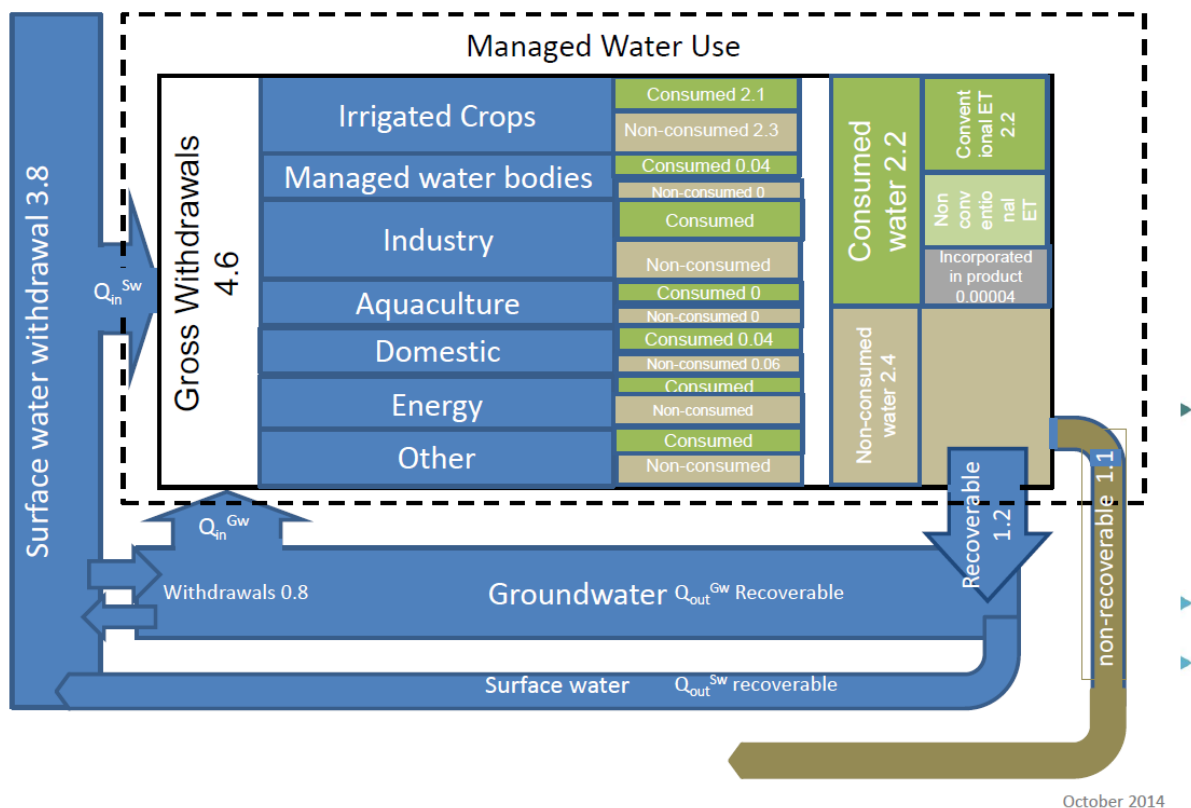 Managed Water Use
Surface water withdrawal 3.8
Q_in^Sw
Gross Withdrawals
4.6
Irrigated Crops
Consumed 2.1
Non-consumed 2.3
Managed water bodies
Consumed 0.04
Non-consumed 0
Industry
Consumed
Non-consumed
Aquaculture
Consumed 0
Non-consumed 0
Domestic
Consumed 0.04
Non-consumed 0.06
Energy
Consumed
Non-consumed
Other
Consumed
Non-consumed
Consumed
water 2.2
Non-consumed
water 2.4
Convent
ional ET
2.2
Non
conv
entio
nal
ET
Incorporated
in product
0.00004
Recoverable
1.2
non-recoverable 1.1
Q_in^Gw
Withdrawals 0.8
Groundwater Q_out^Gw Recoverable
Surface water Q_out^Sw recoverable
October 2014